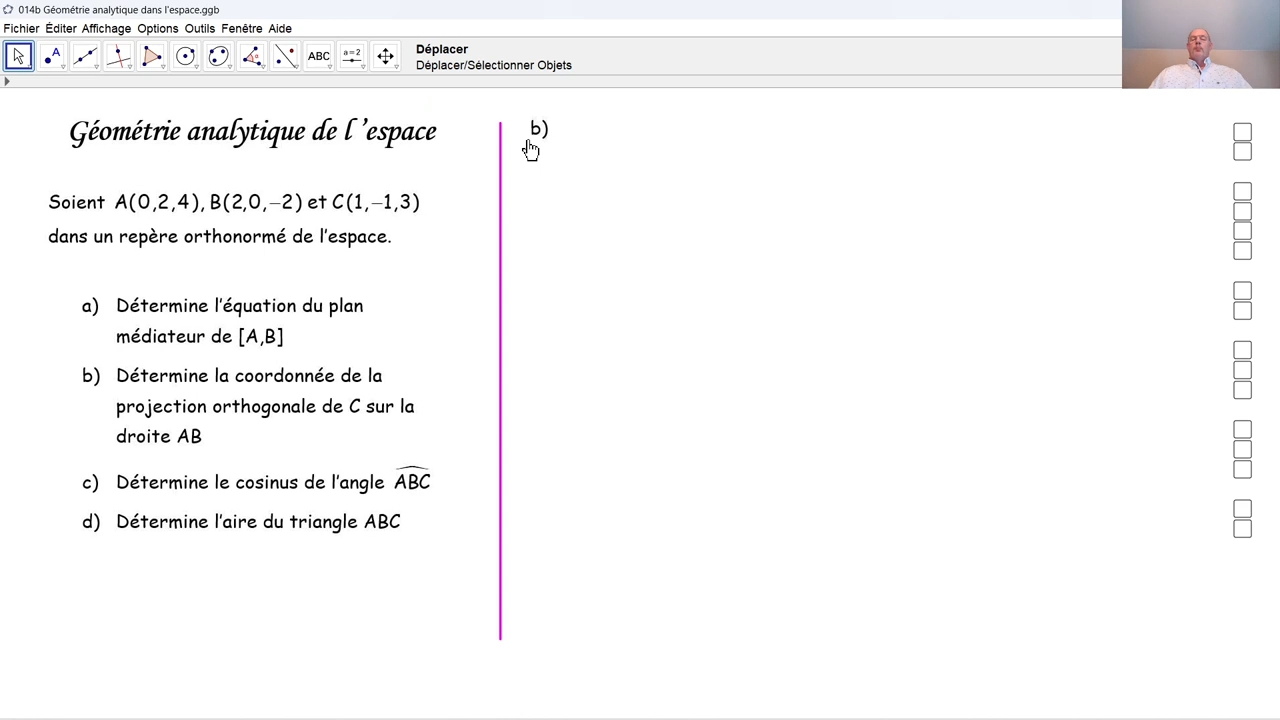 014b Géométrie analytique dans l'espace.ggb
Fichier Éditer Affichage Options Outils Fenêtre Aide
A
ABC
a=2
Déplacer
Déplacer/Sélectionner Objets
Géométrie analytique de l 'espace
Soient A(0,2,4), B(2,0,−2) et C(1,−1,3)
dans un repère orthonormé de l'espace.
a) Détermine l'équation du plan
médiateur de [A,B]
b) Détermine la coordonnée de la
projection orthogonale de C sur la
droite AB
c) Détermine le cosinus de l'angle ABC
d) Détermine l'aire du triangle ABC
b)